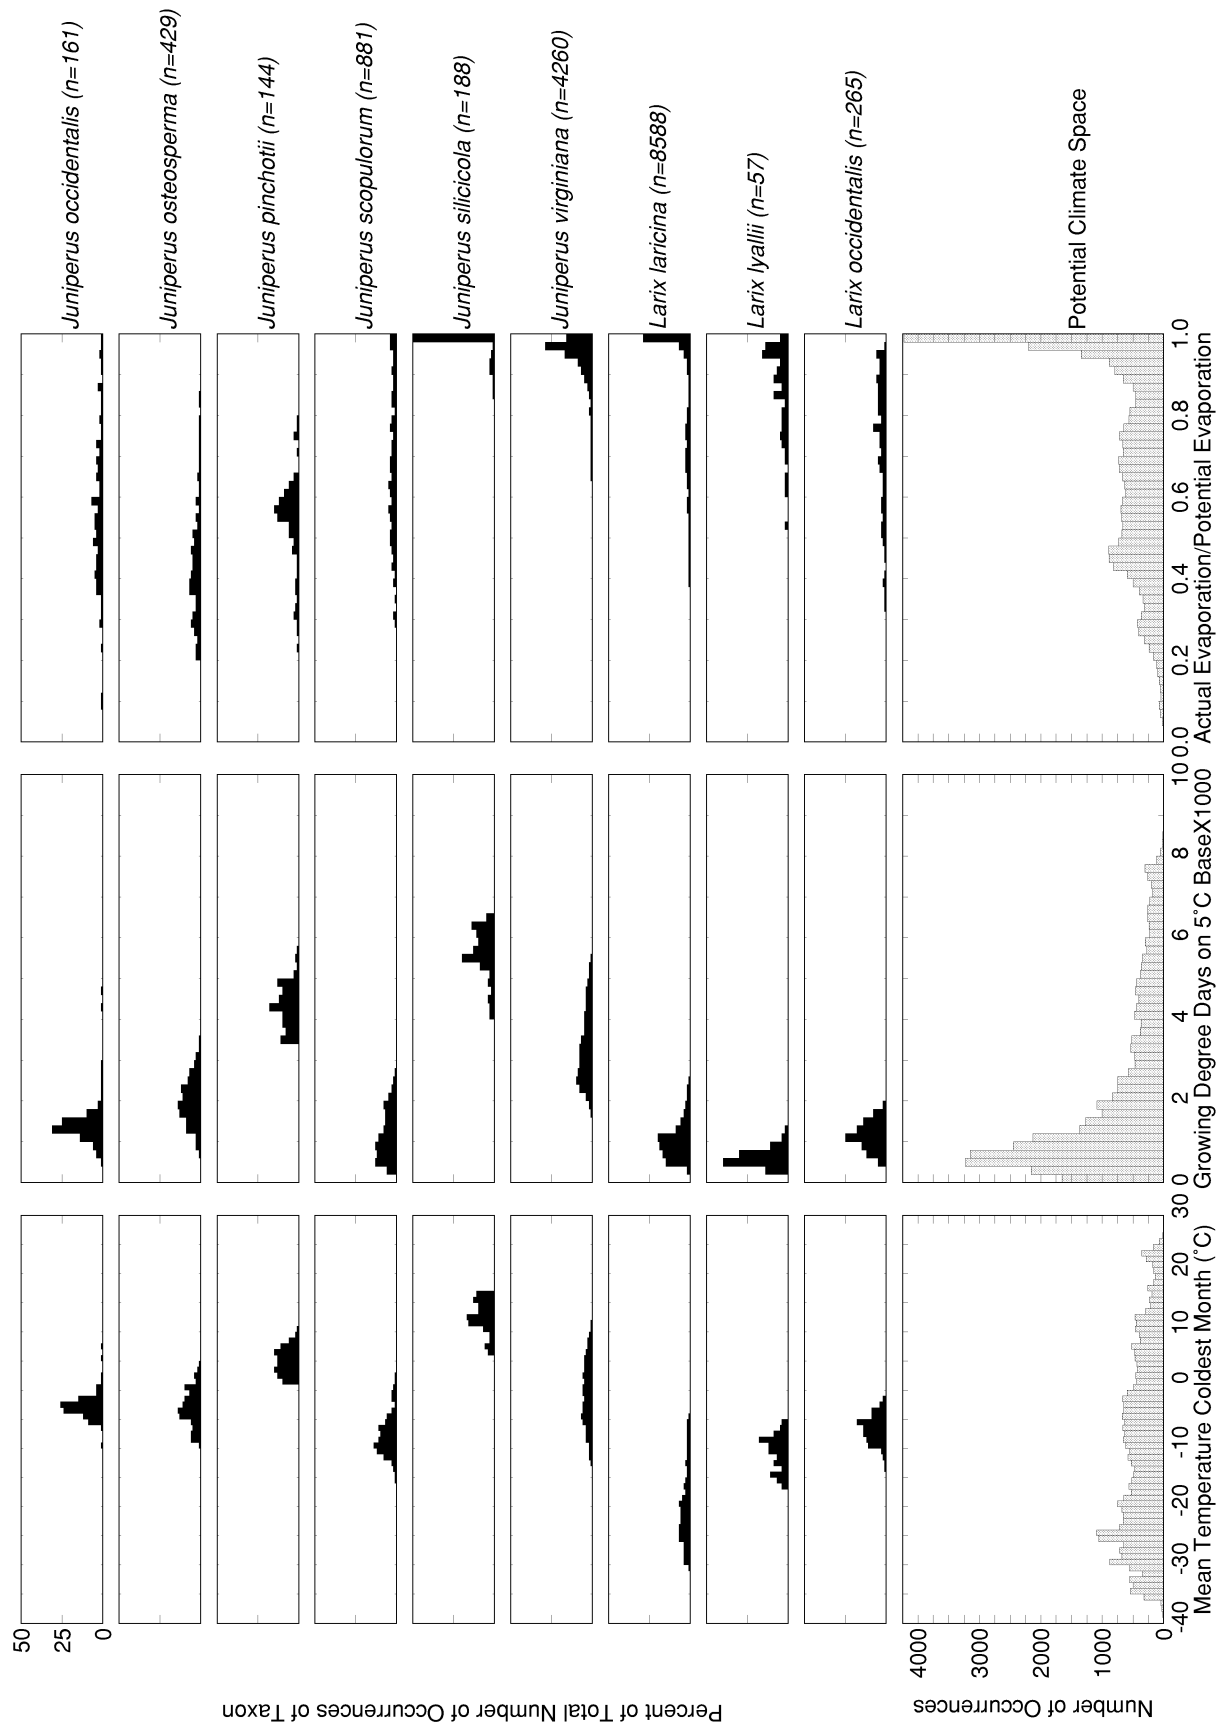 Juniperus occidentalis (n=161)
Juniperus osteosperma (n=429)
Juniperus pinchotii (n=144)
Juniperus scopulorum (n=881)
Juniperus silicicola (n=188)
Juniperus virginiana (n=4260)
Larix laricina (n=8588)
Larix lyallii (n=57)
Larix occidentalis (n=265)
Potential Climate Space
50
25
0
Percent of Total Number of Occurrences of Taxon
4000
3000
2000
1000
0
Number of Occurrences
-40 -30 -20 -10 0 10 20 30
Mean Temperature Coldest Month (˚C)
0 2 4 6 8 10
Growing Degree Days on 5˚C BaseX1000
0.0 0.2 0.4 0.6 0.8 1.0
Actual Evaporation/Potential Evaporation